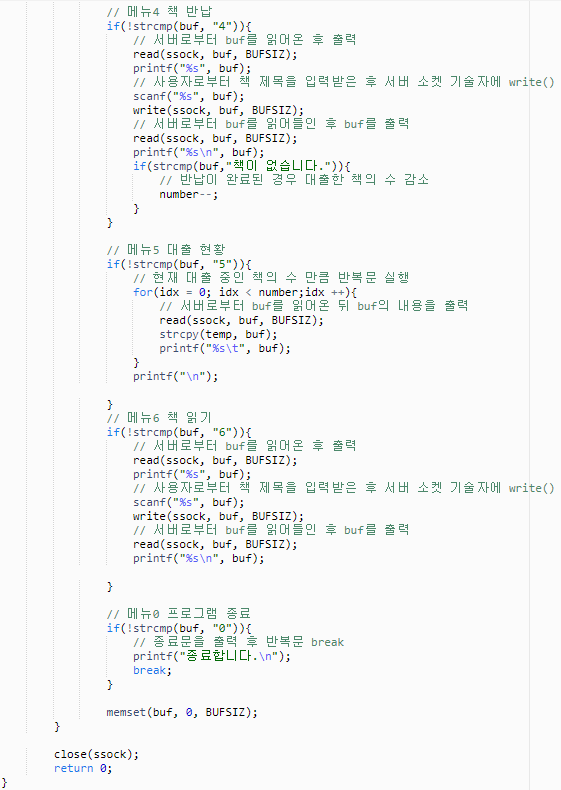 // 메뉴4 책 반납
if(!strcmp(buf, "4")){
// 서버로부터 buf를 읽어온 후 출력
read(ssock, buf, BUFSIZ);
printf("%s", buf);
// 사용자로부터 책 제목을 입력받은 후 서버 소켓 기술자에 write()
scanf("%s", buf);
write(ssock, buf, BUFSIZ);
// 서버로부터 buf를 읽어들인 후 buf를 출력
read(ssock, buf, BUFSIZ);
printf("%s\n", buf);
if(strcmp(buf,"책이 없습니다.")){
// 반납이 완료된 경우 대출한 책의 수 감소
number--;
}
}
// 메뉴5 대출 현황
if(!strcmp(buf, "5")){
// 현재 대출 중인 책의 수 만큼 반복문 실행
for(idx = 0; idx < number;idx ++){
// 서버로부터 buf를 읽어온 뒤 buf의 내용을 출력
read(ssock, buf, BUFSIZ);
strcpy(temp, buf);
printf("%s\t", buf);
}
printf("\n");
}
// 메뉴6 책 읽기
if(!strcmp(buf, "6")){
// 서버로부터 buf를 읽어온 후 출력
read(ssock, buf, BUFSIZ);
printf("%s", buf);
// 사용자로부터 책 제목을 입력받은 후 서버 소켓 기술자에 write()
scanf("%s", buf);
write(ssock, buf, BUFSIZ);
// 서버로부터 buf를 읽어들인 후 buf를 출력
read(ssock, buf, BUFSIZ);
printf("%s\n", buf);
}
// 메뉴0 프로그램 종료
if(!strcmp(buf, "0")){
// 종료문을 출력 후 반복문 break
printf("종료합니다.\n");
break;
}
memset(buf, 0, BUFSIZ);
}
close(ssock);
return 0;
}